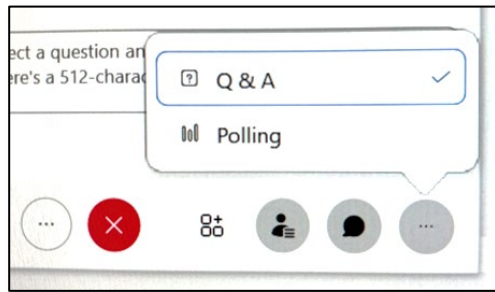 ect a question an
ere's a 512-charac
Q & A
Polling